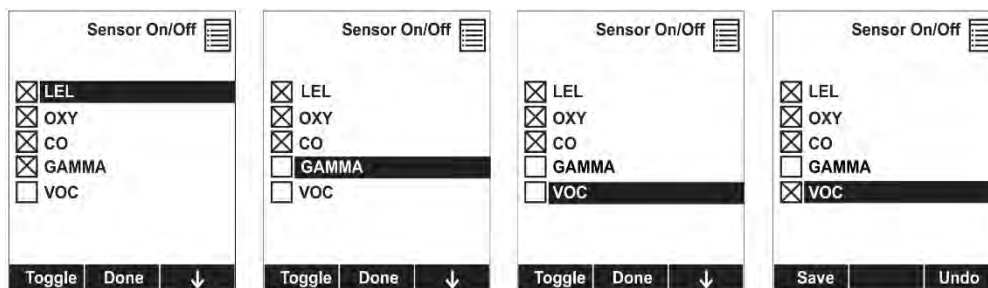 Sensor On/Off
LEL
OXY
CO
GAMMA
VOC
Toggle Done ↓
Sensor On/Off
LEL
OXY
CO
GAMMA
VOC
Toggle Done ↓
Sensor On/Off
LEL
OXY
CO
GAMMA
VOC
Toggle Done ↓
Sensor On/Off
LEL
OXY
CO
GAMMA
VOC
Save Undo